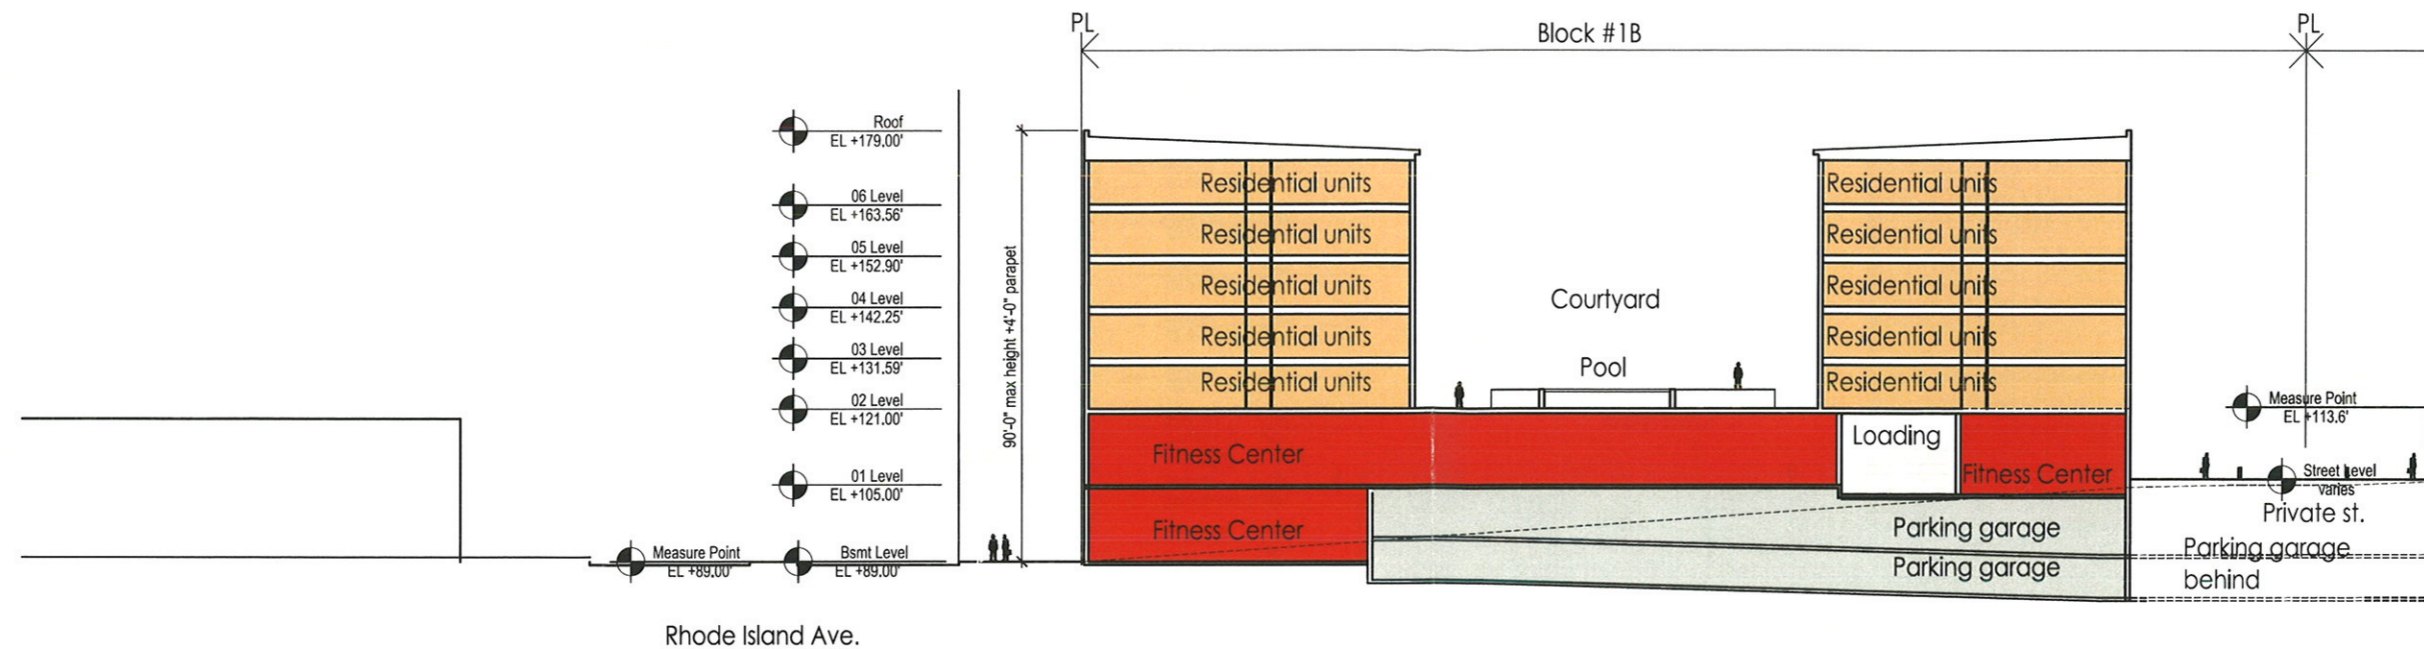 PL
Block #1B
PL
Roof
EL +179.00'
06 Level
EL +163.56'
05 Level
EL +152.90'
04 Level
EL +142.25'
03 Level
EL +131.59'
02 Level
EL +121.00'
01 Level
EL +105.00'
Measure Point
EL +89.00'
Bsmt Level
EL +89.00'
Rhode Island Ave.
90'-0" max height +4'-0" parapet
Residential units
Residential units
Residential units
Residential units
Residential units
Fitness Center
Fitness Center
Courtyard
Pool
Residential units
Residential units
Residential units
Residential units
Residential units
Loading
Fitness Center
Parking garage
Parking garage
Measure Point
EL +113.6'
Street Level
varies
Private st.
Parking garage
behind